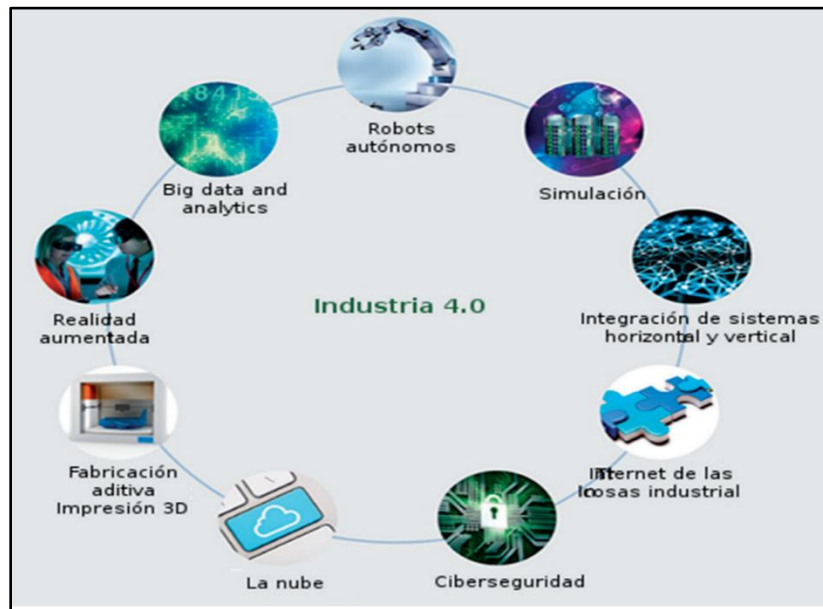 Robots
autónomos
Simulación
Integración de sistemas
horizontal y vertical
Internet de las
cosas industrial
Ciberseguridad
La nube
Fabricación
aditiva
Impresión 3D
Realidad
aumentada
Big data and
analytics
Industria 4.0